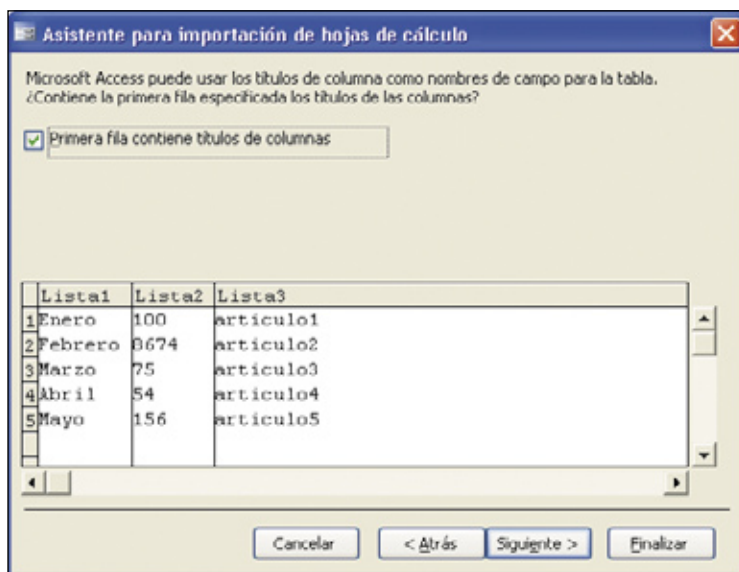 Asistente para importación de hojas de cálculo
Microsoft Access puede usar los títulos de columna como nombres de campo para la tabla.
¿Contiene la primera fila especificada los títulos de las columnas?
Primera fila contiene títulos de columnas
Lista1 Lista2 Lista3
1 Enero 100 articulo1
2 Febrero 8674 articulo2
3 Marzo 75 articulo3
4 Abril 54 articulo4
5 Mayo 156 articulo5
Cancelar < Atrás Siguiente > Finalizar